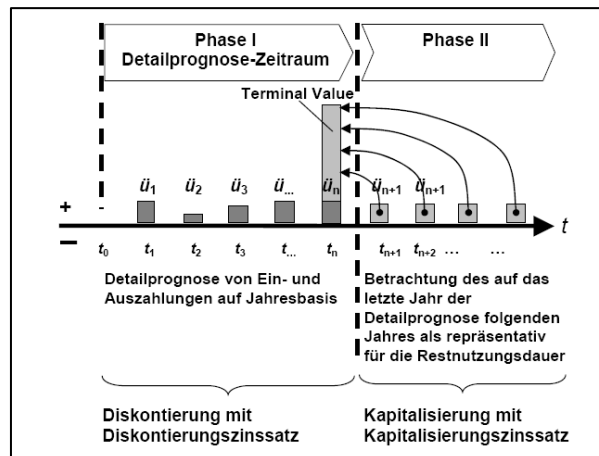 Phase I
Detailprognose-Zeitraum
Phase II
Terminal Value
ü1 ü2 ü3 ü... ün ün+1 ün+1
+ -
t
−
t0 t1 t2 t3 t... tn tn+1 tn+2 ... ...
Detailprognose von Ein- und
Auszahlungen auf Jahresbasis
Betrachtung des auf das
letzte Jahr der
Detailprognose folgenden
Jahres als repräsentativ
für die Restnutzungsdauer
Diskontierung mit
Diskontierungszinssatz
Kapitalisierung mit
Kapitalisierungszinssatz